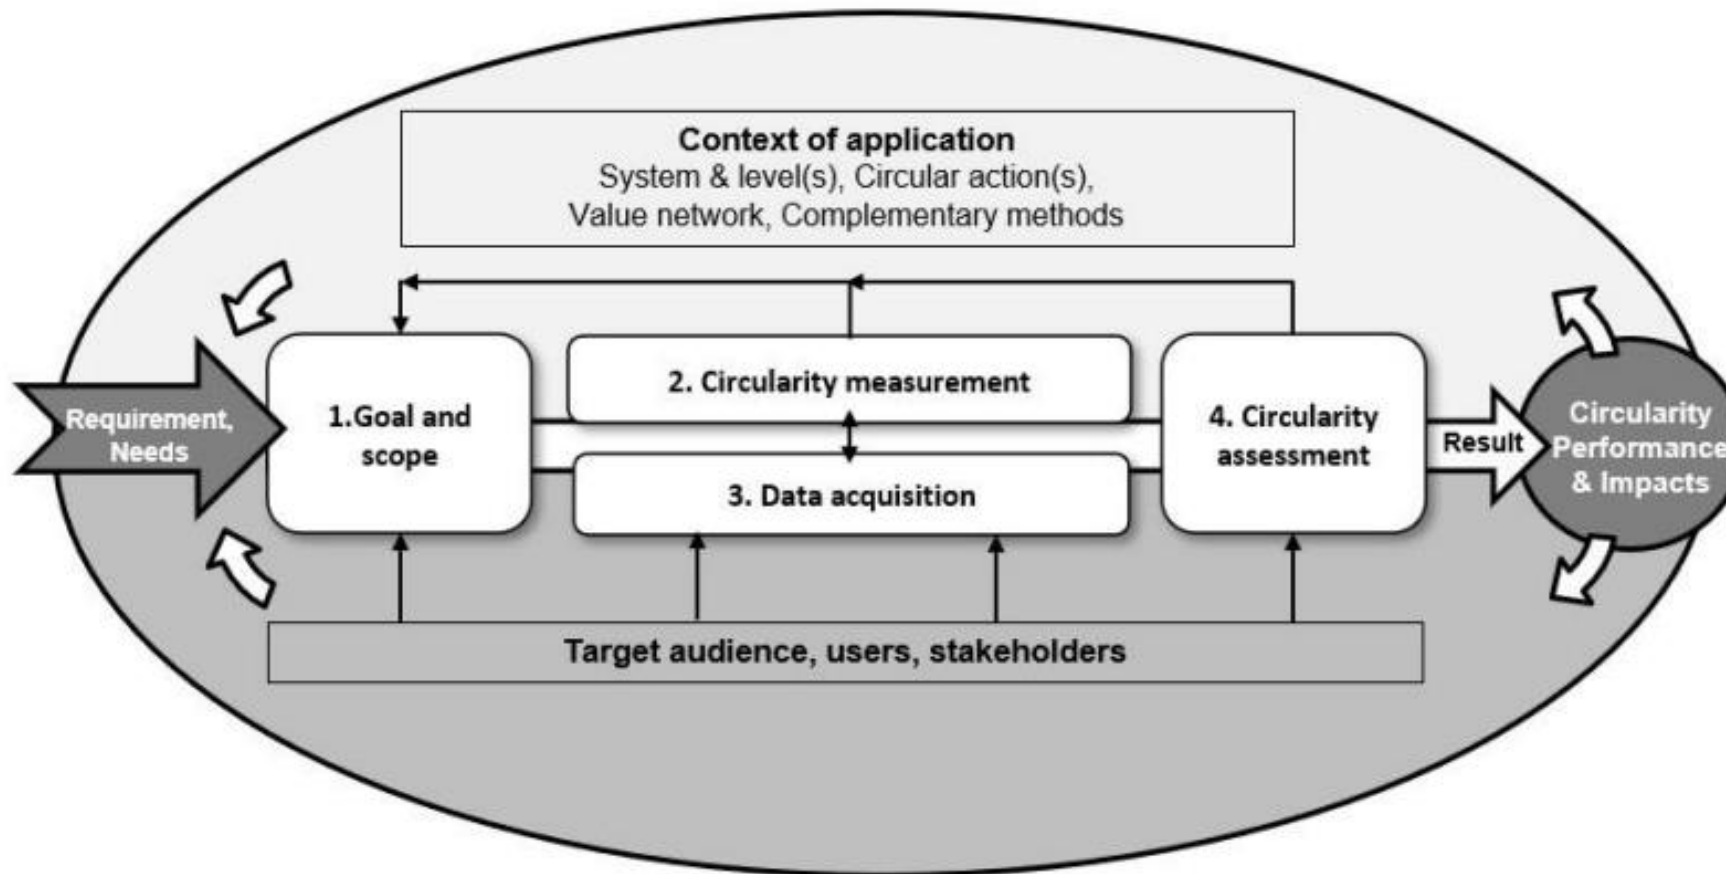 Context of application
System & level(s), Circular action(s),
Value network, Complementary methods
Requirement,
Needs
1.Goal and
scope
2. Circularity measurement
3. Data acquisition
4. Circularity
assessment
Result
Circularity
Performance
& Impacts
Target audience, users, stakeholders